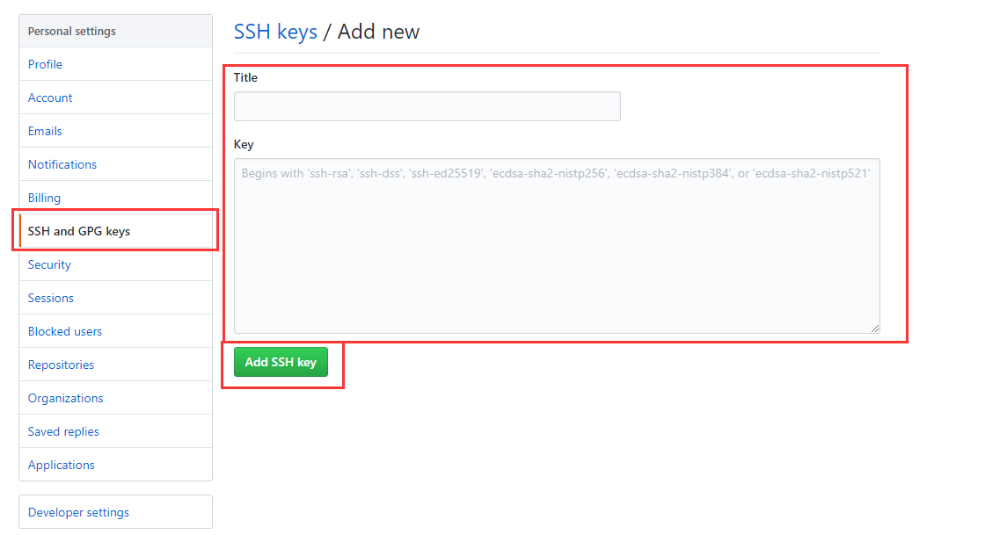 Personal settings
Profile
Account
Emails
Notifications
Billing
SSH and GPG keys
Security
Sessions
Blocked users
Repositories
Organizations
Saved replies
Applications
Developer settings
SSH keys / Add new
Title
Key
Begins with 'ssh-rsa', 'ssh-dss', 'ssh-ed25519', 'ecdsa-sha2-nistp256', 'ecdsa-sha2-nistp384', or 'ecdsa-sha2-nistp521'
Add SSH key